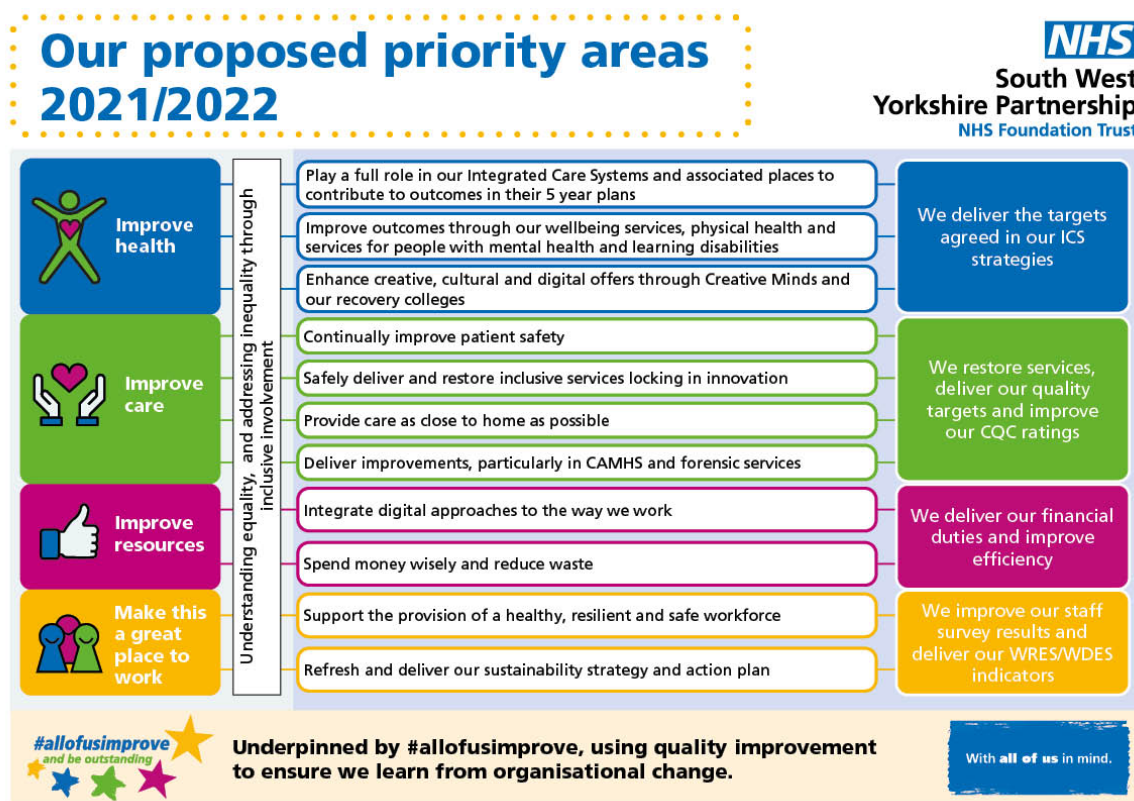 Our proposed priority areas
2021/2022
NHS
South West
Yorkshire Partnership
NHS Foundation Trust
Improve
health
Understanding equality, and addressing inequality through
inclusive involvement
Play a full role in our Integrated Care Systems and associated places to
contribute to outcomes in their 5 year plans
Improve outcomes through our wellbeing services, physical health and
services for people with mental health and learning disabilities
Enhance creative, cultural and digital offers through Creative Minds and
our recovery colleges
We deliver the targets
agreed in our ICS
strategies
Improve
care
Continually improve patient safety
Safely deliver and restore inclusive services locking in innovation
Provide care as close to home as possible
Deliver improvements, particularly in CAMHS and forensic services
We restore services,
deliver our quality
targets and improve
our CQC ratings
Improve
resources
Integrate digital approaches to the way we work
Spend money wisely and reduce waste
We deliver our financial
duties and improve
efficiency
Make this
a great
place to
work
Support the provision of a healthy, resilient and safe workforce
Refresh and deliver our sustainability strategy and action plan
We improve our staff
survey results and
deliver our WRES/WDES
indicators
#allofusimprove
and be outstanding
Underpinned by #allofusimprove, using quality improvement
to ensure we learn from organisational change.
With all of us in mind.